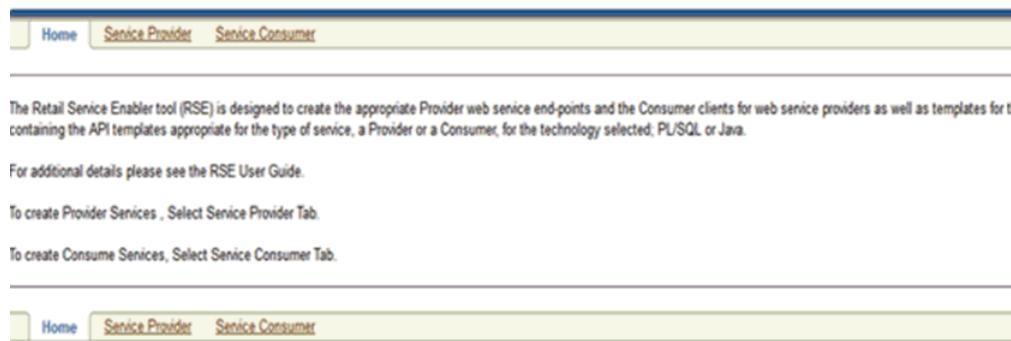 Home Service Provider Service Consumer
The Retail Service Enabler tool (RSE) is designed to create the appropriate Provider web service end-points and the Consumer clients for web service providers as well as templates for
containing the API templates appropriate for the type of service, a Provider or a Consumer, for the technology selected; PL/SQL or Java.
For additional details please see the RSE User Guide.
To create Provider Services , Select Service Provider Tab.
To create Consume Services, Select Service Consumer Tab.
Home Service Provider Service Consumer